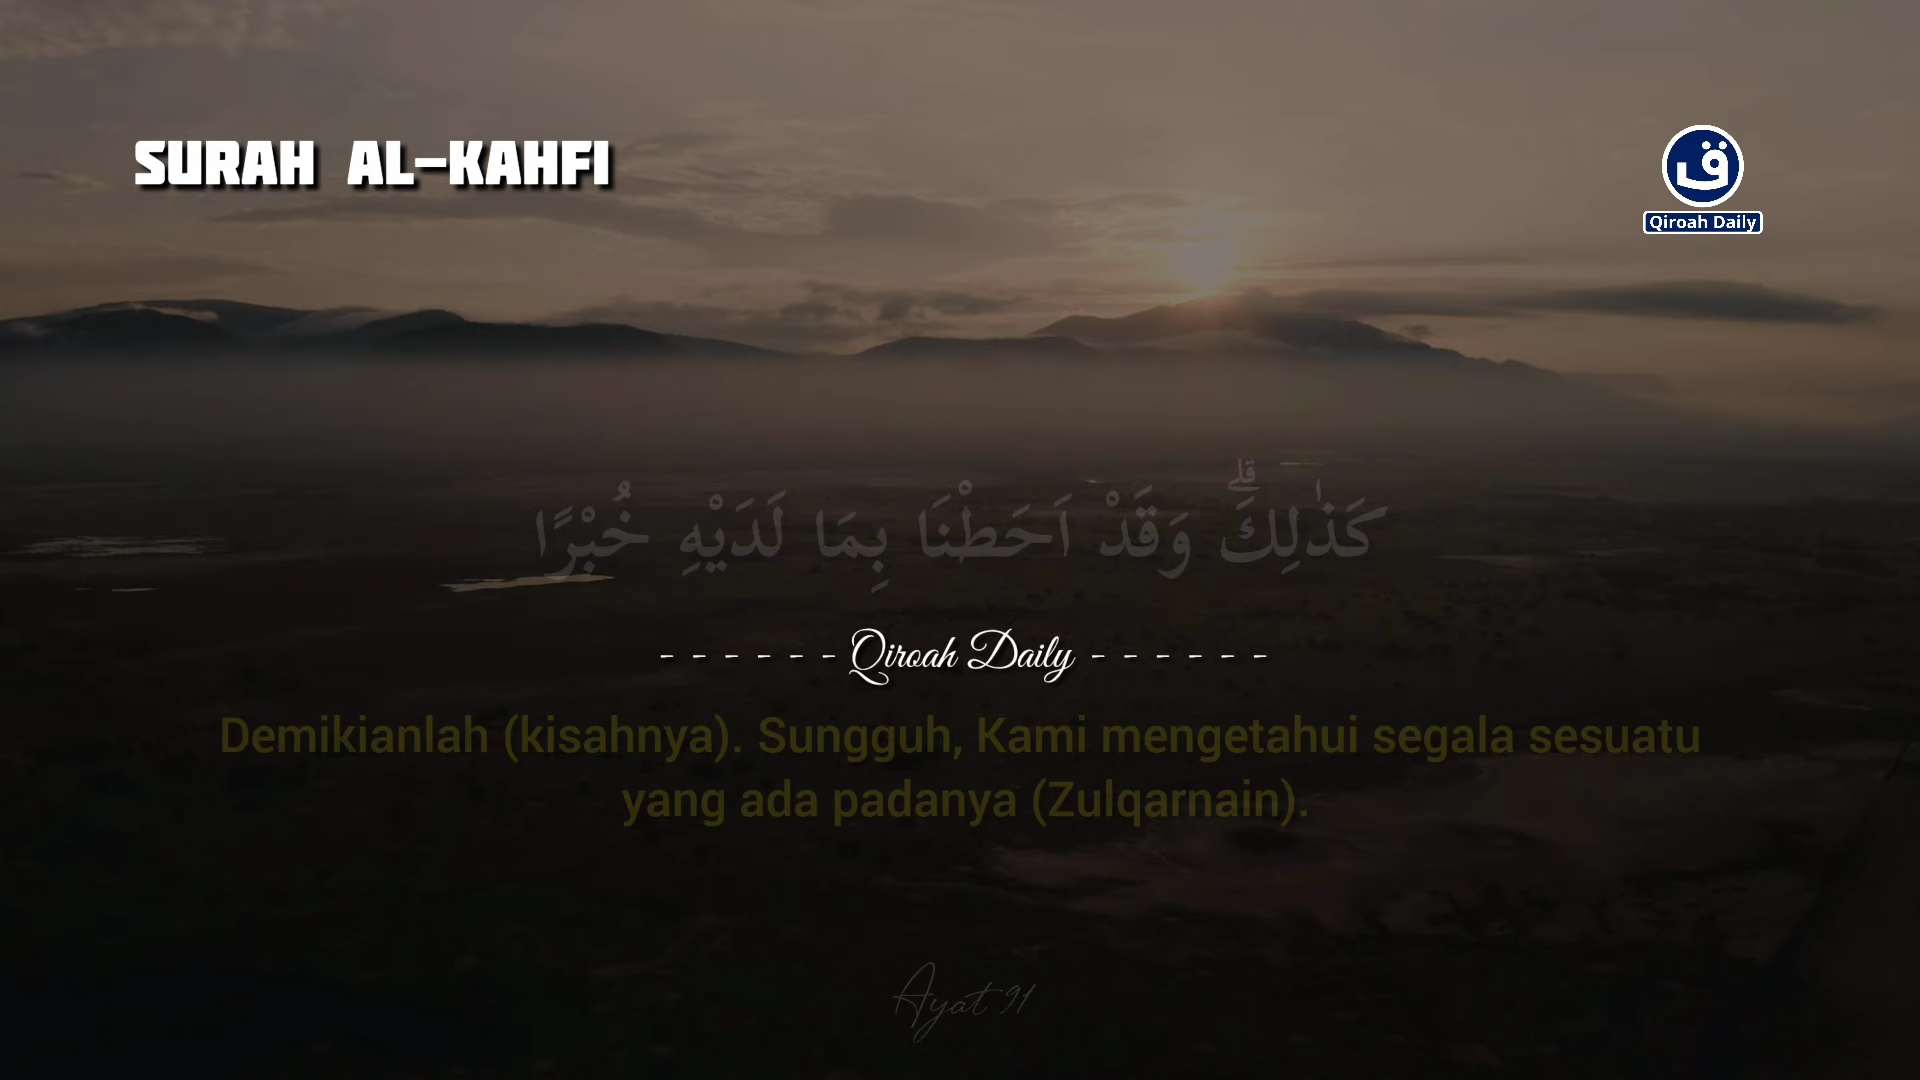 SURAH AL-KAHFI
ق
Qiroah Daily
كَذٰلِكَۗ وَقَدْ اَحَطْنَا بِمَا لَدَيْهِ خُبْرًا
- - - - - - Qiroah Daily - - - - - -
Demikianlah (kisahnya). Sungguh, Kami mengetahui segala sesuatu
yang ada padanya (Zulqarnain).
Ayat 91